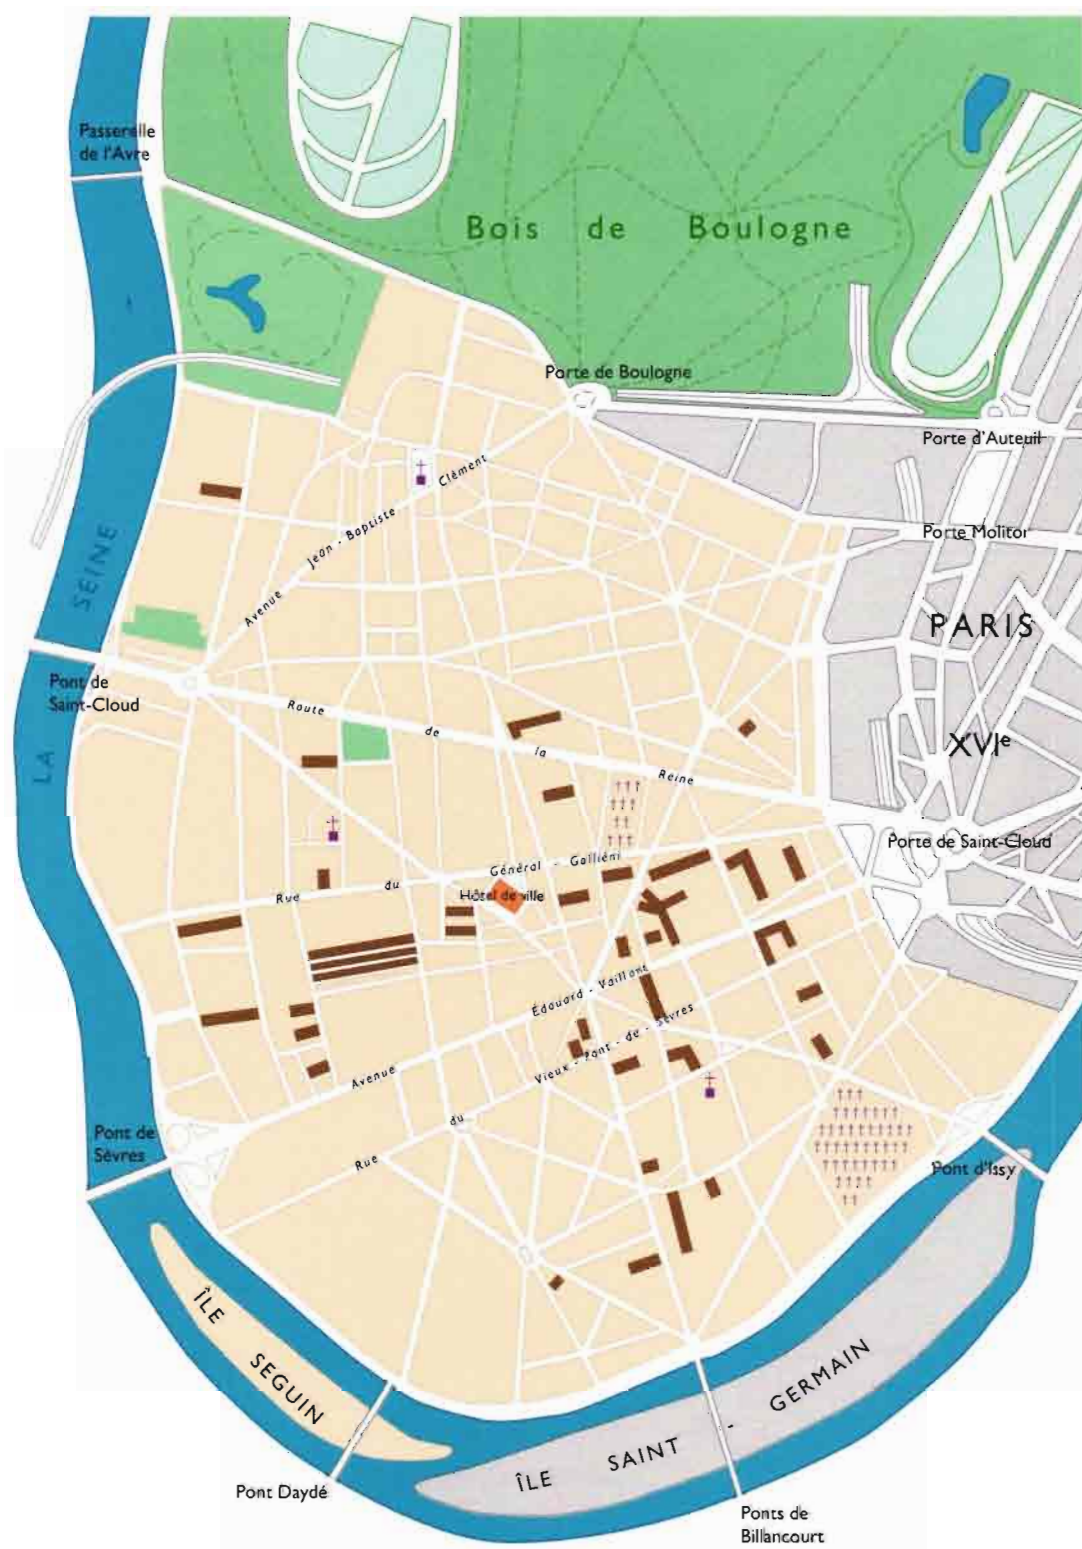 Passerelle
de l'Avre
Bois de Boulogne
Porte de Boulogne
Porte d'Auteuil
Avenue Jean - Baptiste Clément
Porte Molitor
LA SEINE
PARIS
XVIe
Pont de
Saint-Cloud
Route de la Reine
Porte de Saint-Cloud
Rue du Général - Galliéni
Hôtel de ville
Avenue Édouard - Vaillant
Rue du Vieux - Pont - de - Sèvres
Pont de
Sèvres
Pont d'Issy
ÎLE SEGUIN
ÎLE SAINT - GERMAIN
Pont Daydé
Ponts de
Billancourt